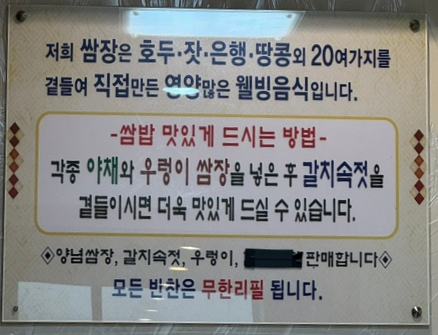 저희 쌈장은 호두·잣·은행·땅콩외 20여가지를
곁들여 직접만든 영양많은 웰빙음식입니다.
-쌈밥 맛있게 드시는 방법-
각종 야채와 우렁이 쌈장을 넣은 후 갈치속젓을
곁들이시면 더욱 맛있게 드실 수 있습니다.
◈양념쌈장, 갈치속젓, 우렁이, 판매합니다◈
모든 반찬은 무한리필 됩니다.